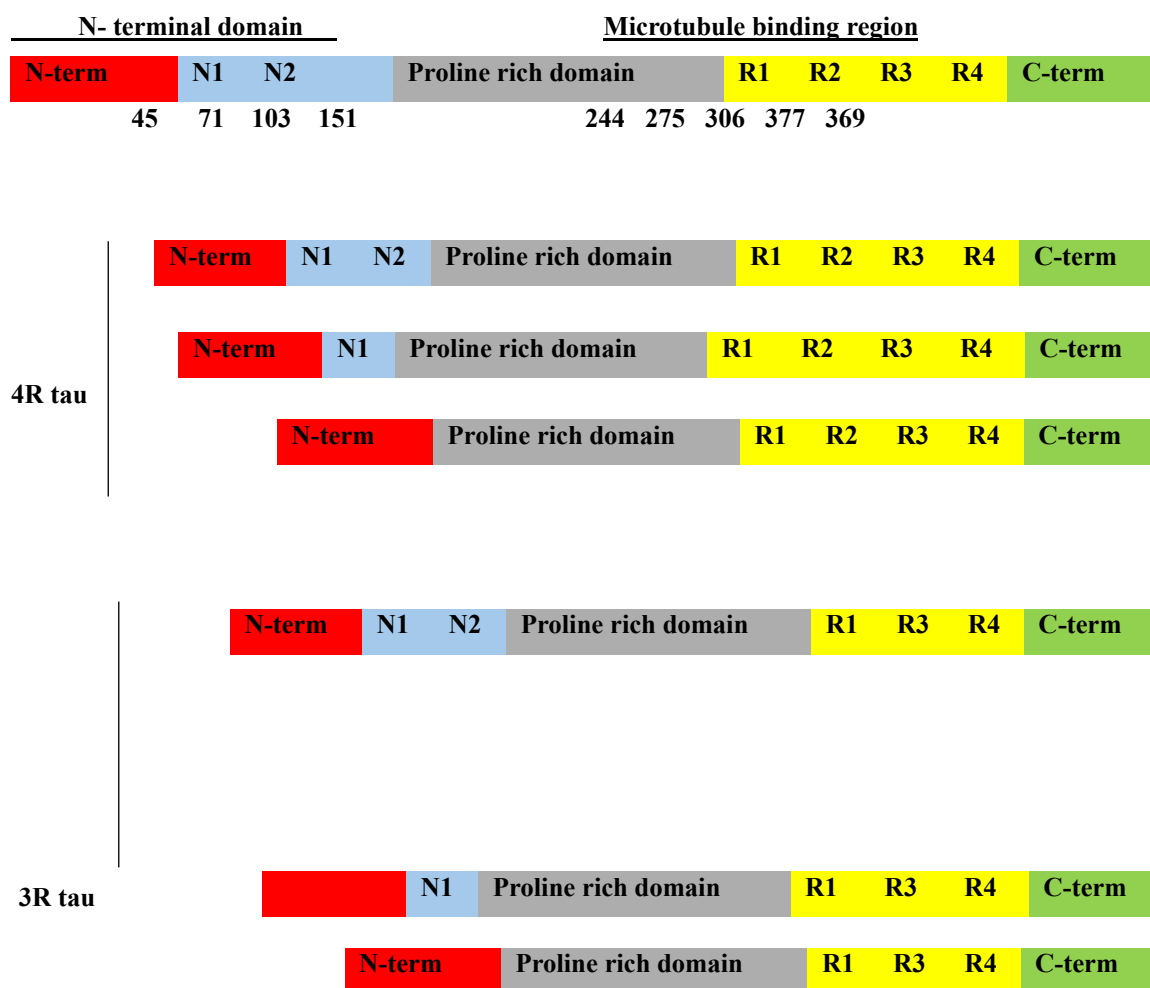 N- terminal domain Microtubule binding region
N-term N1 N2 Proline rich domain R1 R2 R3 R4 C-term
45 71 103 151 244 275 306 377 369
N-term N1 N2 Proline rich domain R1 R2 R3 R4 C-term
N-term N1 Proline rich domain R1 R2 R3 R4 C-term
4R tau
N-term Proline rich domain R1 R2 R3 R4 C-term
N-term N1 N2 Proline rich domain R1 R3 R4 C-term
3R tau
N1 Proline rich domain R1 R3 R4 C-term
N-term Proline rich domain R1 R3 R4 C-term